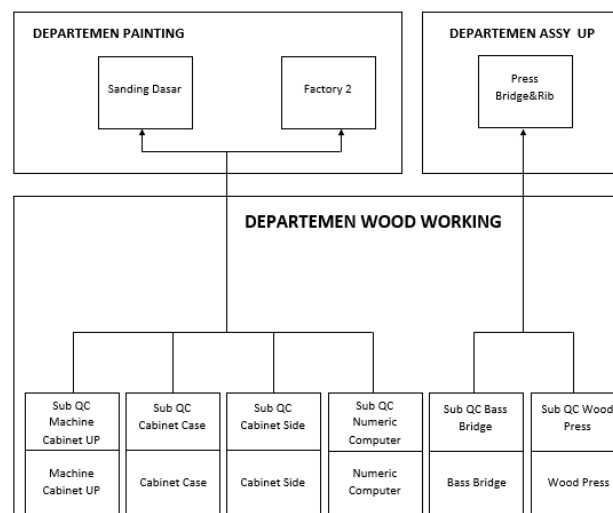 DEPARTEMEN PAINTING
DEPARTEMEN ASSY UP
Sanding Dasar
Factory 2
Press
Bridge&Rib
DEPARTEMEN WOOD WORKING
Sub QC
Machine
Cabinet UP
Sub QC
Cabinet Case
Sub QC
Cabinet Side
Sub QC
Numeric
Computer
Sub QC Bass
Bridge
Sub QC Wood
Press
Machine
Cabinet UP
Cabinet Case
Cabinet Side
Numeric
Computer
Bass Bridge
Wood Press